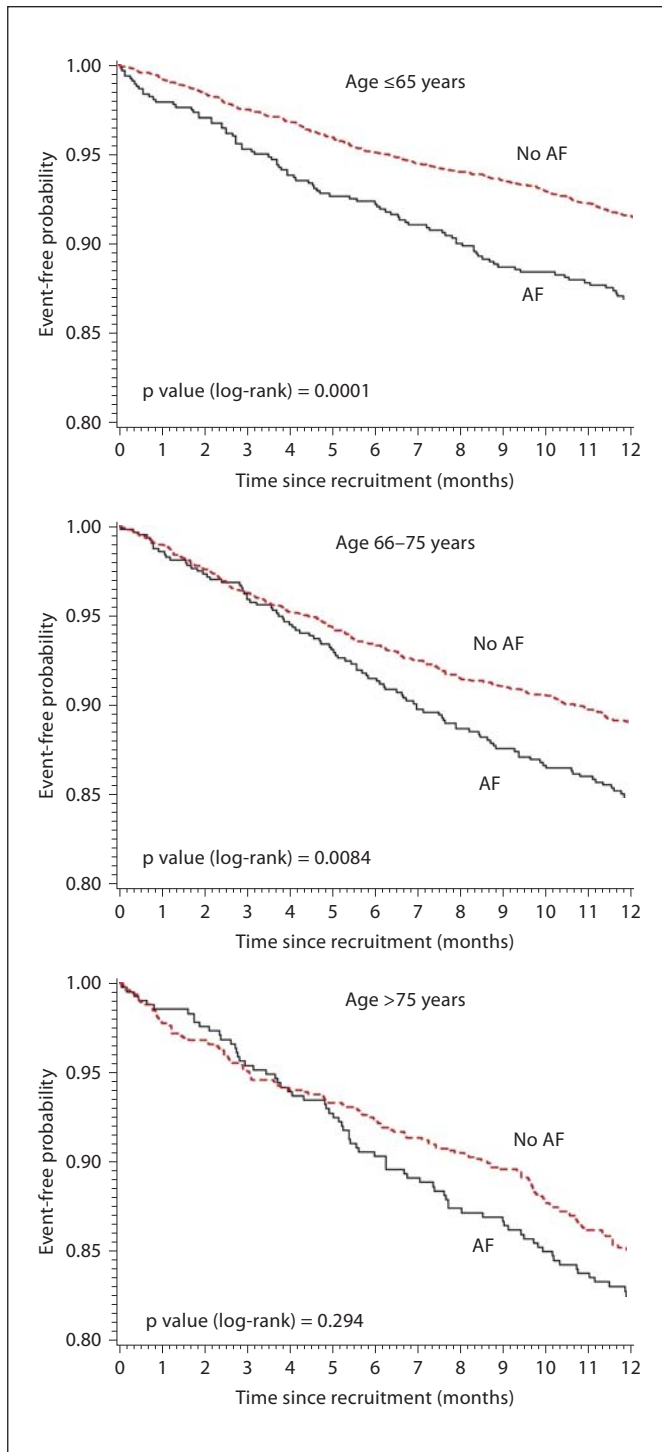 1.00
Age ≤65 years
0.95
No AF
0.90
AF
0.85
p value (log-rank) = 0.0001
0.80
Event-free probability
0 1 2 3 4 5 6 7 8 9 10 11 12
Time since recruitment (months)
1.00
Age 66–75 years
0.95
No AF
0.90
AF
0.85
p value (log-rank) = 0.0084
0.80
Event-free probability
0 1 2 3 4 5 6 7 8 9 10 11 12
Time since recruitment (months)
1.00
Age >75 years
0.95
No AF
0.90
AF
0.85
p value (log-rank) = 0.294
0.80
Event-free probability
0 1 2 3 4 5 6 7 8 9 10 11 12
Time since recruitment (months)